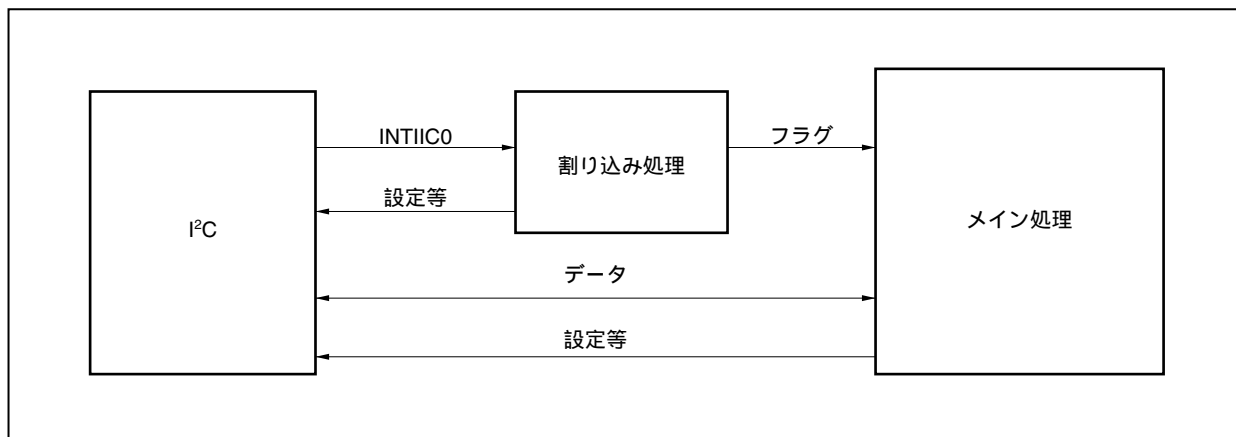 INTIIC0
フラグ
割り込み処理
設定等
I²C
メイン処理
データ
設定等